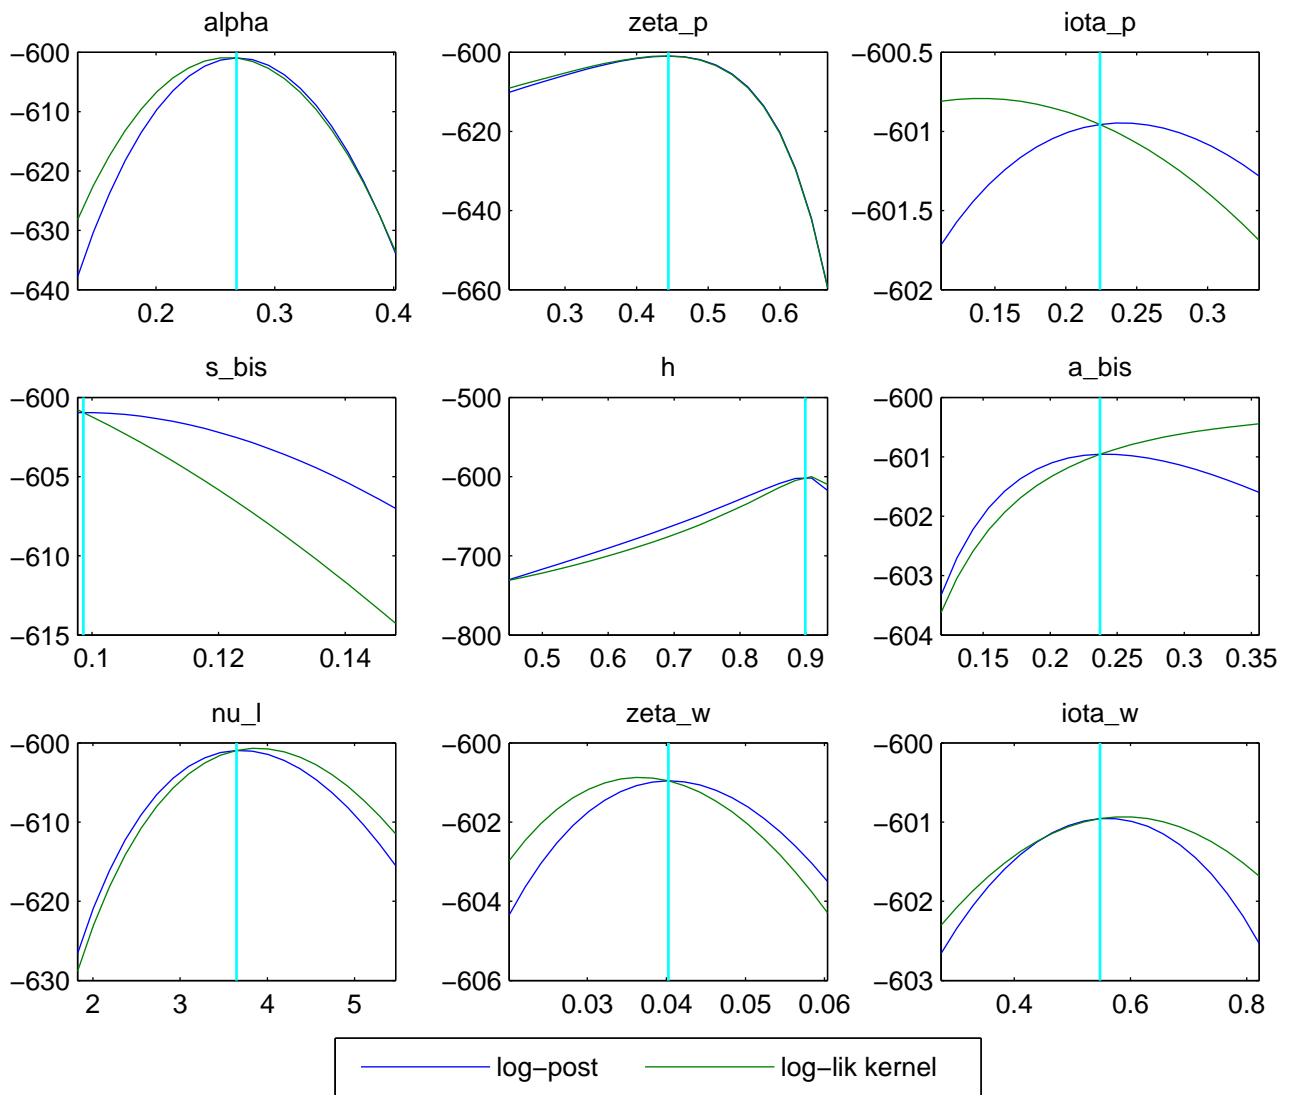 alpha
zeta_p
iota_p
−600
−610
−620
−630
−640
0.2 0.3 0.4
−600
−620
−640
−660
0.3 0.4 0.5 0.6
−600.5
−601
−601.5
−602
0.15 0.2 0.25 0.3
s_bis
h
a_bis
−600
−605
−610
−615
0.1 0.12 0.14
−500
−600
−700
−800
0.5 0.6 0.7 0.8 0.9
−600
−601
−602
−603
−604
0.15 0.2 0.25 0.3 0.35
nu_l
zeta_w
iota_w
−600
−610
−620
−630
2 3 4 5
−600
−602
−604
−606
0.03 0.04 0.05 0.06
−600
−601
−602
−603
0.4 0.6 0.8
log−post log−lik kernel